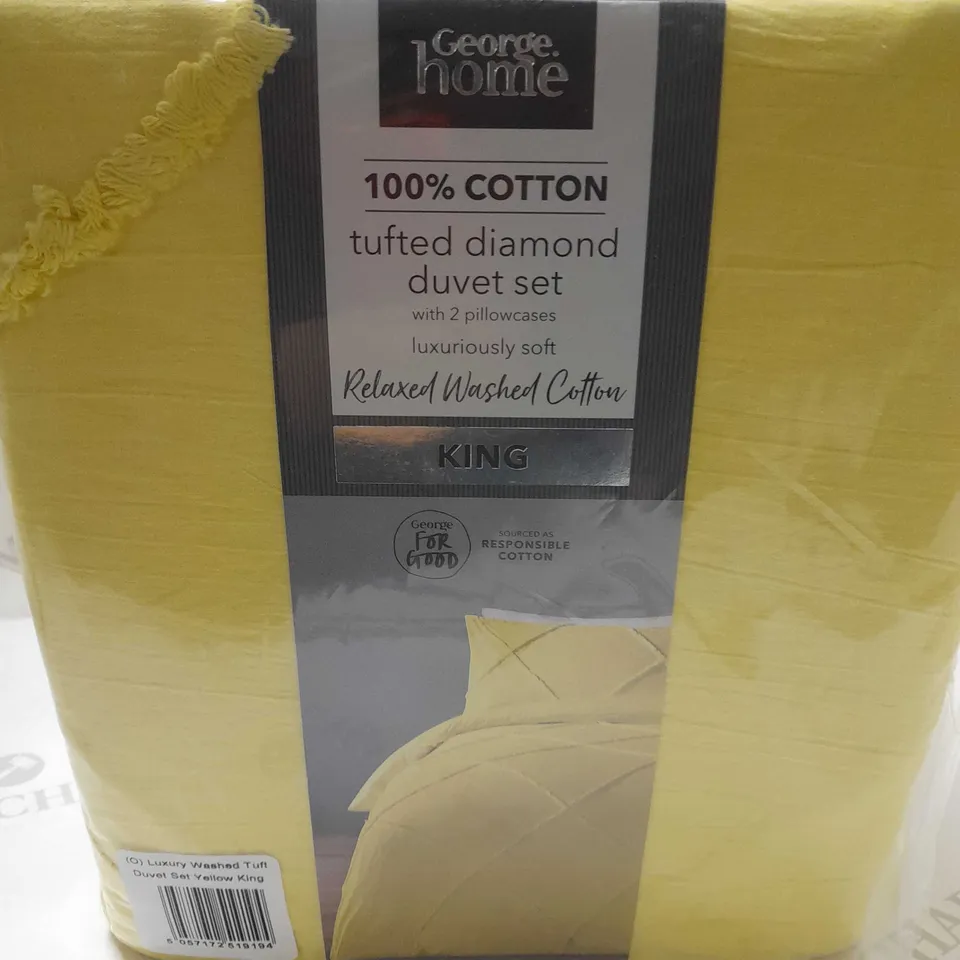 George.
home
100% COTTON
tufted diamond
duvet set
with 2 pillowcases
luxuriously soft
Relaxed Washed Cotton
KING
George
FOR
GOOD
SOURCED AS
RESPONSIBLE
COTTON
(O) Luxury Washed Tuft
Duvet Set Yellow King
5 057172 519194